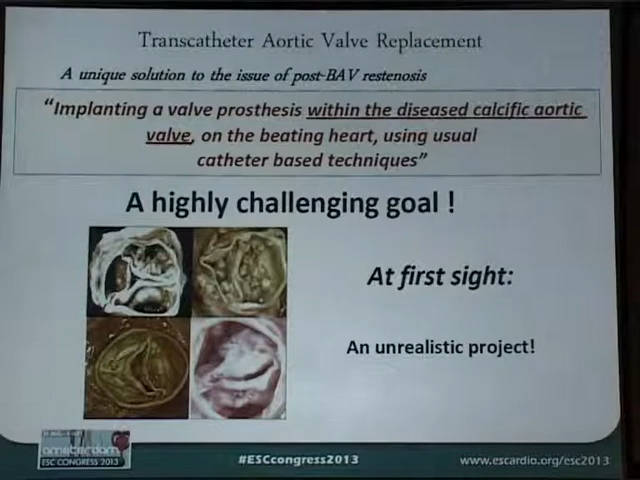 Transcatheter Aortic Valve Replacement
A unique solution to the issue of post-BAV restenosis
“Implanting a valve prosthesis within the diseased calcific aortic
valve, on the beating heart, using usual
catheter based techniques”
A highly challenging goal !
At first sight:
An unrealistic project!
amsterdam
ESC CONGRESS 2013
#ESCcongress2013
www.escardio.org/esc2013